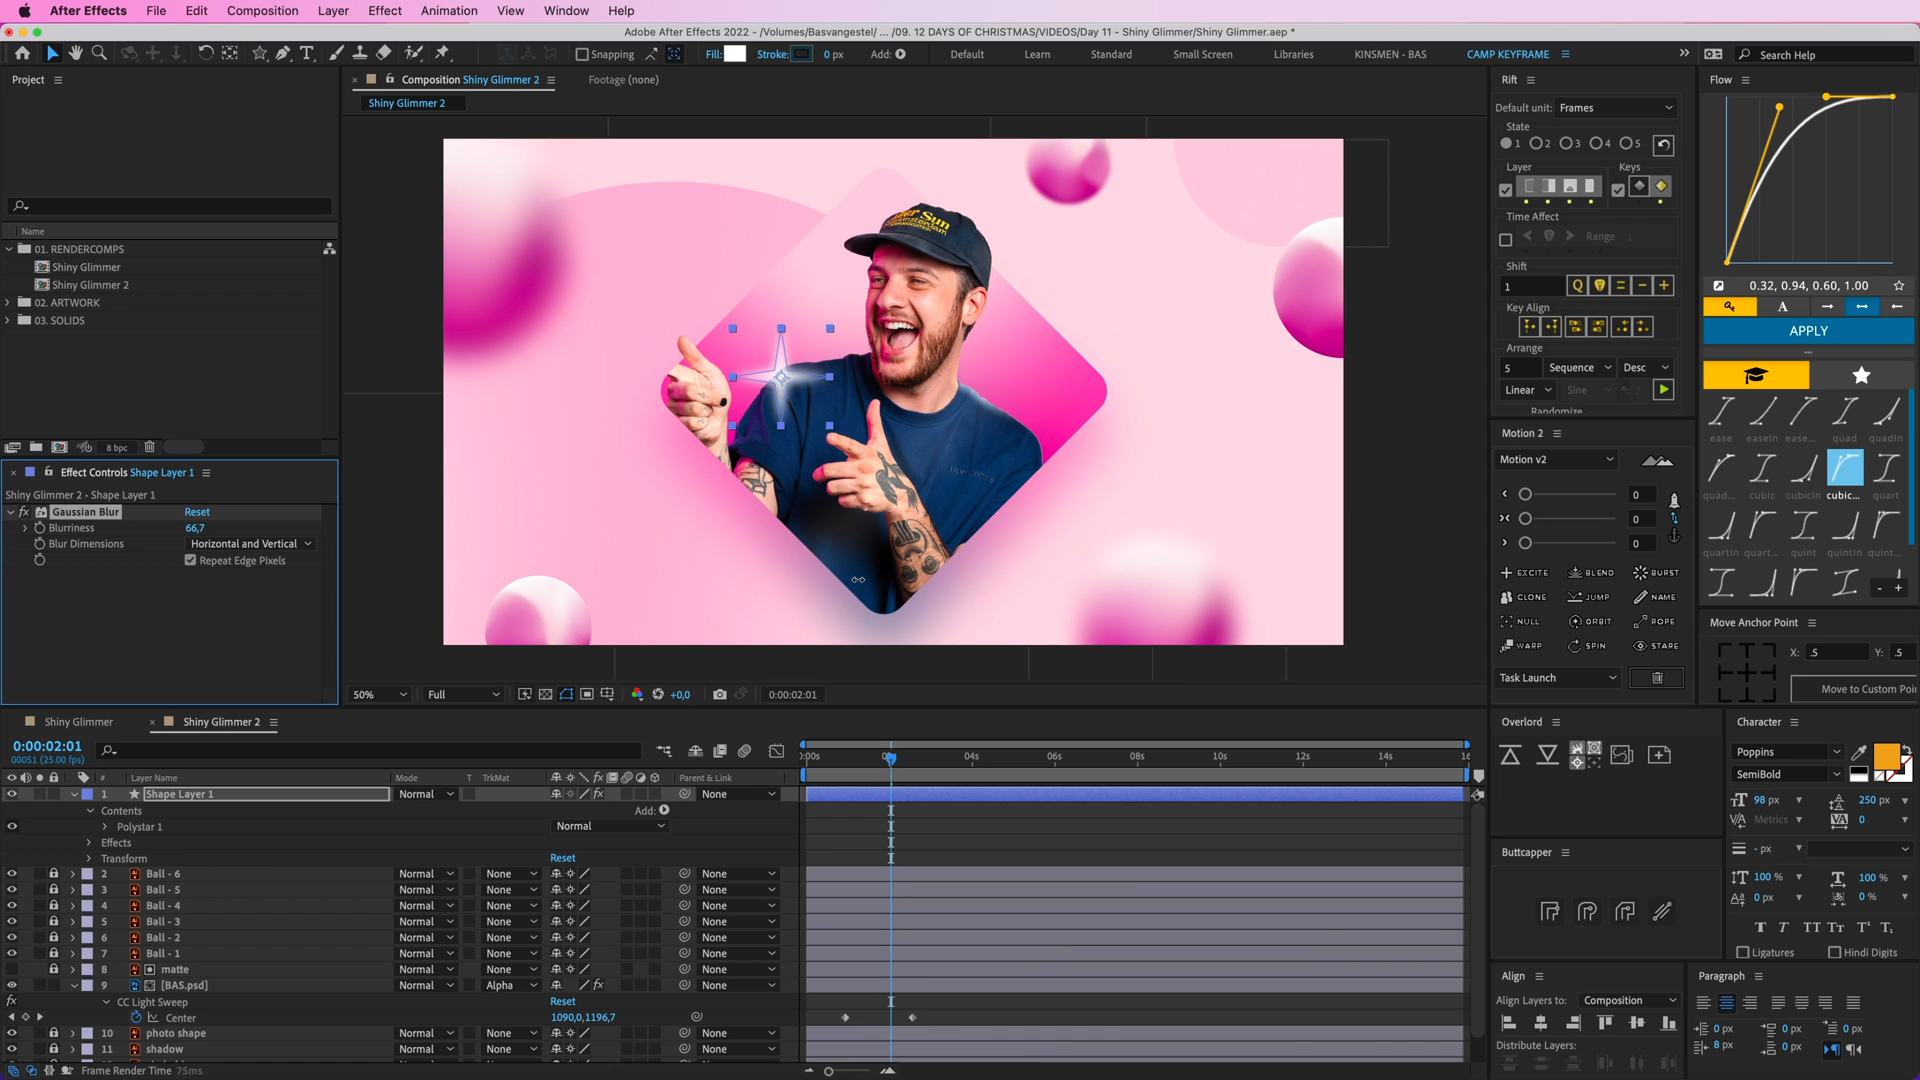 After Effects File Edit Composition Layer Effect Animation View Window Help
Adobe After Effects 2022 - /Volumes/Basvangestel/ ... /09. 12 DAYS OF CHRISTMAS/VIDEOS/Day 11 - Shiny Glimmer/Shiny Glimmer.aep *
Snapping Fill: Stroke: 0 px Add: Default Learn Standard Small Screen Libraries KINSMEN - BAS CAMP KEYFRAME Search Help
Project
Name
01. RENDERCOMPS
Shiny Glimmer
Shiny Glimmer 2
02. ARTWORK
03. SOLIDS
8 bpc
Effect Controls Shape Layer 1
Shiny Glimmer 2 • Shape Layer 1
fx Gaussian Blur Reset
Blurriness 66,7
Blur Dimensions Horizontal and Vertical
Repeat Edge Pixels
Composition Shiny Glimmer 2 Footage (none)
Shiny Glimmer 2
Sun
50% Full +0,0 0:00:02:01
Rift
Default unit: Frames
State
1 2 3 4 5
Layer Keys
Time Affect
Range 1
Shift
1 Q
Key Align
Arrange
5 Sequence Desc
Linear Sine
Randomize
Motion 2
Motion v2
0
0
0
EXCITE BLEND BURST
CLONE JUMP NAME
NULL ORBIT ROPE
WARP SPIN STARE
Task Launch
Flow
0.32, 0.94, 0.60, 1.00
A
APPLY
ease easeIn ease... quad quadIn
quad... cubic cubicIn cubic... quart
quartIn quart... quint quintIn quint...
Move Anchor Point
X: .5 Y: .5
Move to Custom Poi
Shiny Glimmer Shiny Glimmer 2
0:00:02:01
00051 (25.00 fps)
:00s 04s 06s 08s 10s 12s 14s 16
# Layer Name Mode T TrkMat Parent & Link
1 Shape Layer 1 Normal None
Contents Add:
Polystar 1 Normal
Effects
Transform Reset
2 Ball - 6 Normal None None
3 Ball - 5 Normal None None
4 Ball - 4 Normal None None
5 Ball - 3 Normal None None
6 Ball - 2 Normal None None
7 Ball - 1 Normal None None
8 matte Normal None None
9 [BAS.psd] Normal Alpha None
fx CC Light Sweep Reset
Center 1090,0,1196,7
10 photo shape Normal None None
11 shadow Normal None None
Frame Render Time 75ms
Overlord
Buttcapper
Align
Align Layers to: Composition
Distribute Layers:
Character
Poppins
SemiBold
98 px 250 px
Metrics 0
- px
100 % 100 %
0 px 0 %
T T TT Tt T¹ T₁
Ligatures Hindi Digits
Paragraph
0 px 0 px 0 px
8 px 0 px